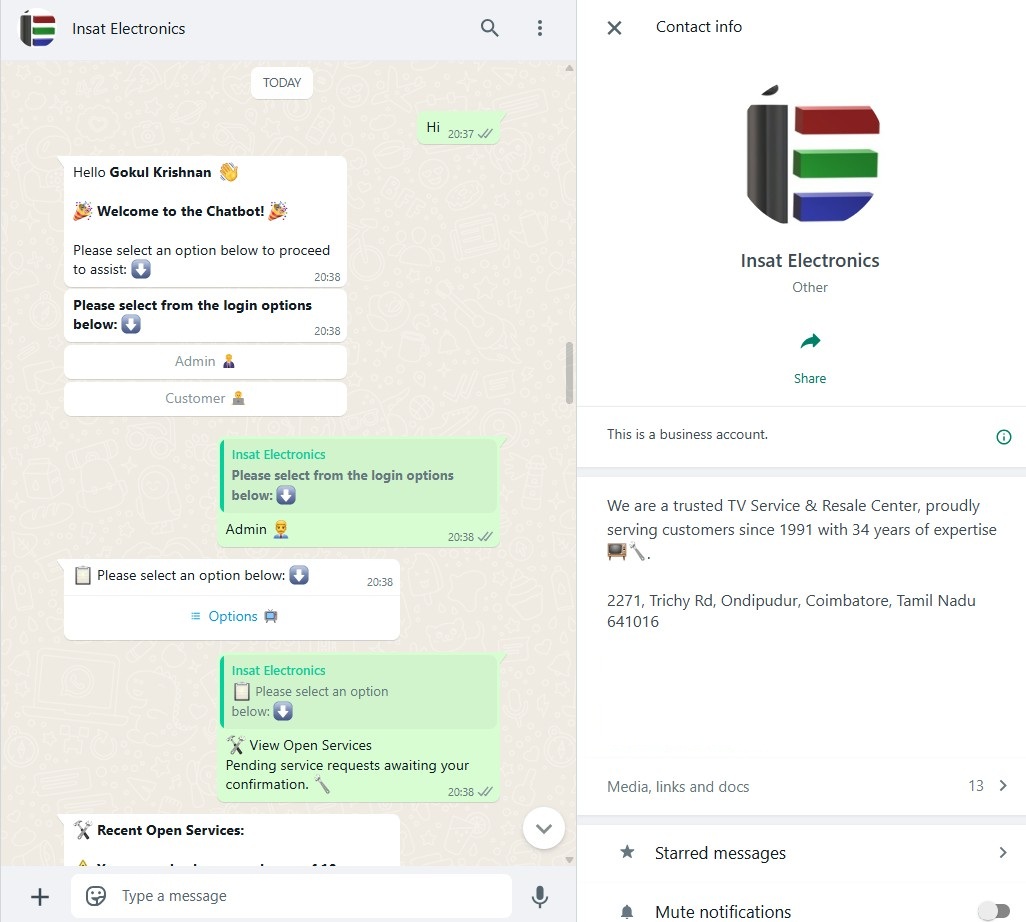 Insat Electronics
TODAY
Hi 20:37
Hello Gokul Krishnan 👋
🎉 Welcome to the Chatbot! 🎉
Please select an option below to proceed
to assist: ⬇️
20:38
Please select from the login options
below: ⬇️
20:38
Admin 👨‍💼
Customer 🧑‍💻
Insat Electronics
Please select from the login options
below: ⬇️
Admin 👨‍💼
20:38
📋 Please select an option below: ⬇️
20:38
Options 📺
Insat Electronics
📋 Please select an option
below: ⬇️
🛠️ View Open Services
Pending service requests awaiting your
confirmation. 🔧
20:38
🛠️ Recent Open Services:
Type a message
Contact info
Insat Electronics
Other
Share
This is a business account.
We are a trusted TV Service & Resale Center, proudly
serving customers since 1991 with 34 years of expertise
📺🔧.
2271, Trichy Rd, Ondipudur, Coimbatore, Tamil Nadu
641016
Media, links and docs 13
Starred messages
Mute notifications